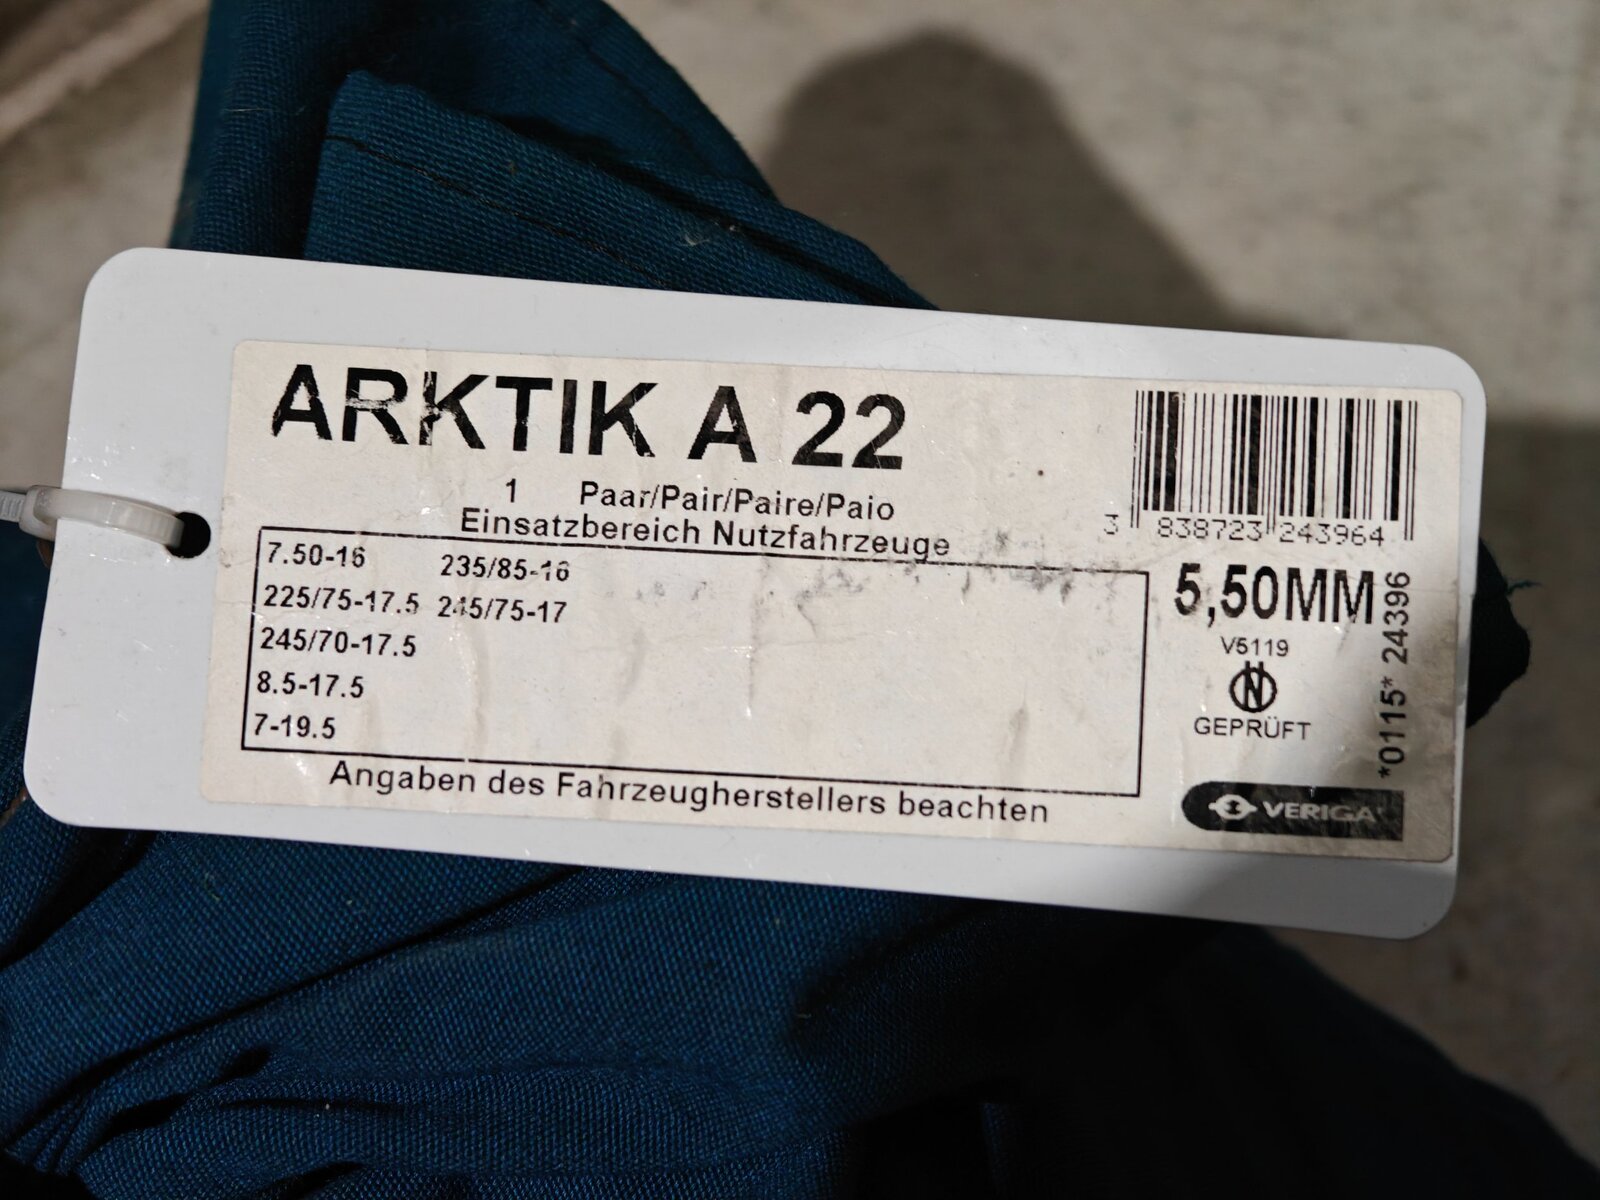 ARKTIK A 22
1 Paar/Pair/Paire/Paio
Einsatzbereich Nutzfahrzeuge
7.50-16 235/85-16
225/75-17.5 245/75-17
245/70-17.5
8.5-17.5
7-19.5
Angaben des Fahrzeugherstellers beachten
3 838723 243964
5,50MM
V5119
N
GEPRÜFT
*0115* 24396
VERIGA